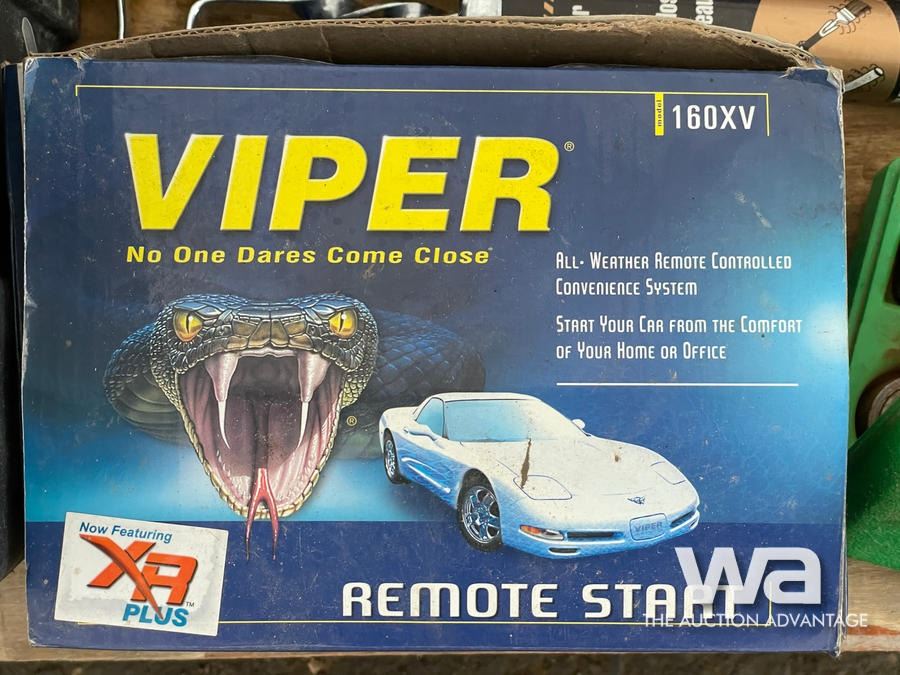 model 160XV
VIPER®
No One Dares Come Close
All-Weather Remote Controlled
Convenience System
Start Your Car from the Comfort
of Your Home or Office
®
VIPER
Now Featuring
XR
PLUS™
REMOTE START
wa
THE AUCTION ADVANTAGE